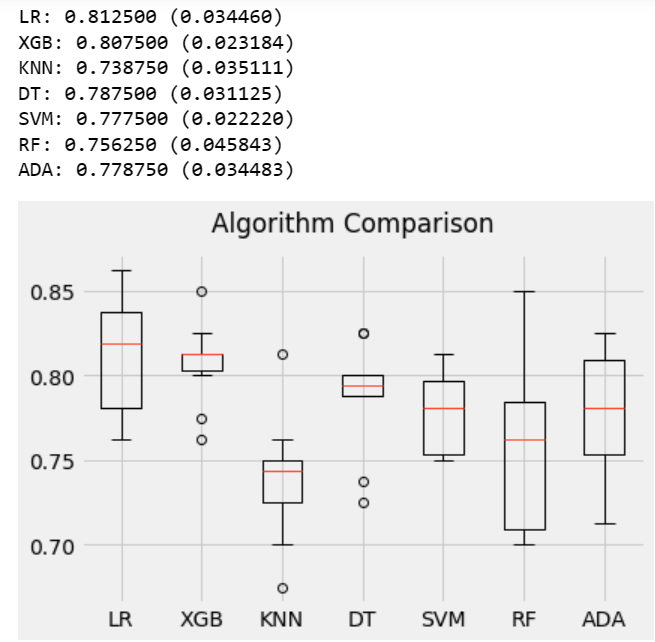 LR: 0.812500 (0.034460)
XGB: 0.807500 (0.023184)
KNN: 0.738750 (0.035111)
DT: 0.787500 (0.031125)
SVM: 0.777500 (0.022220)
RF: 0.756250 (0.045843)
ADA: 0.778750 (0.034483)
Algorithm Comparison
0.85
0.80
0.75
0.70
LR XGB KNN DT SVM RF ADA